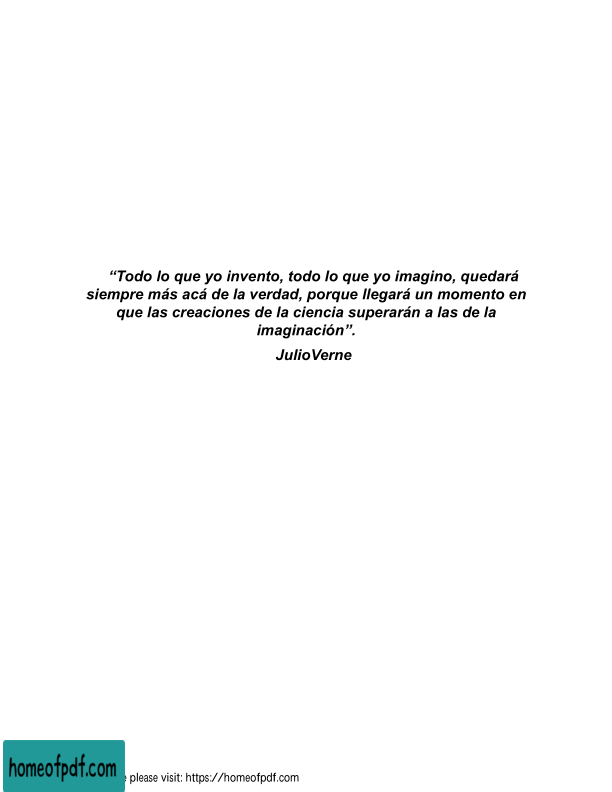 “Todo lo que yo invento, todo lo que yo imagino, quedará
siempre más acá de la verdad, porque llegará un momento en
que las creaciones de la ciencia superarán a las de la
imaginación”.
JulioVerne
homeofpdf.com
please visit: https://homeofpdf.com